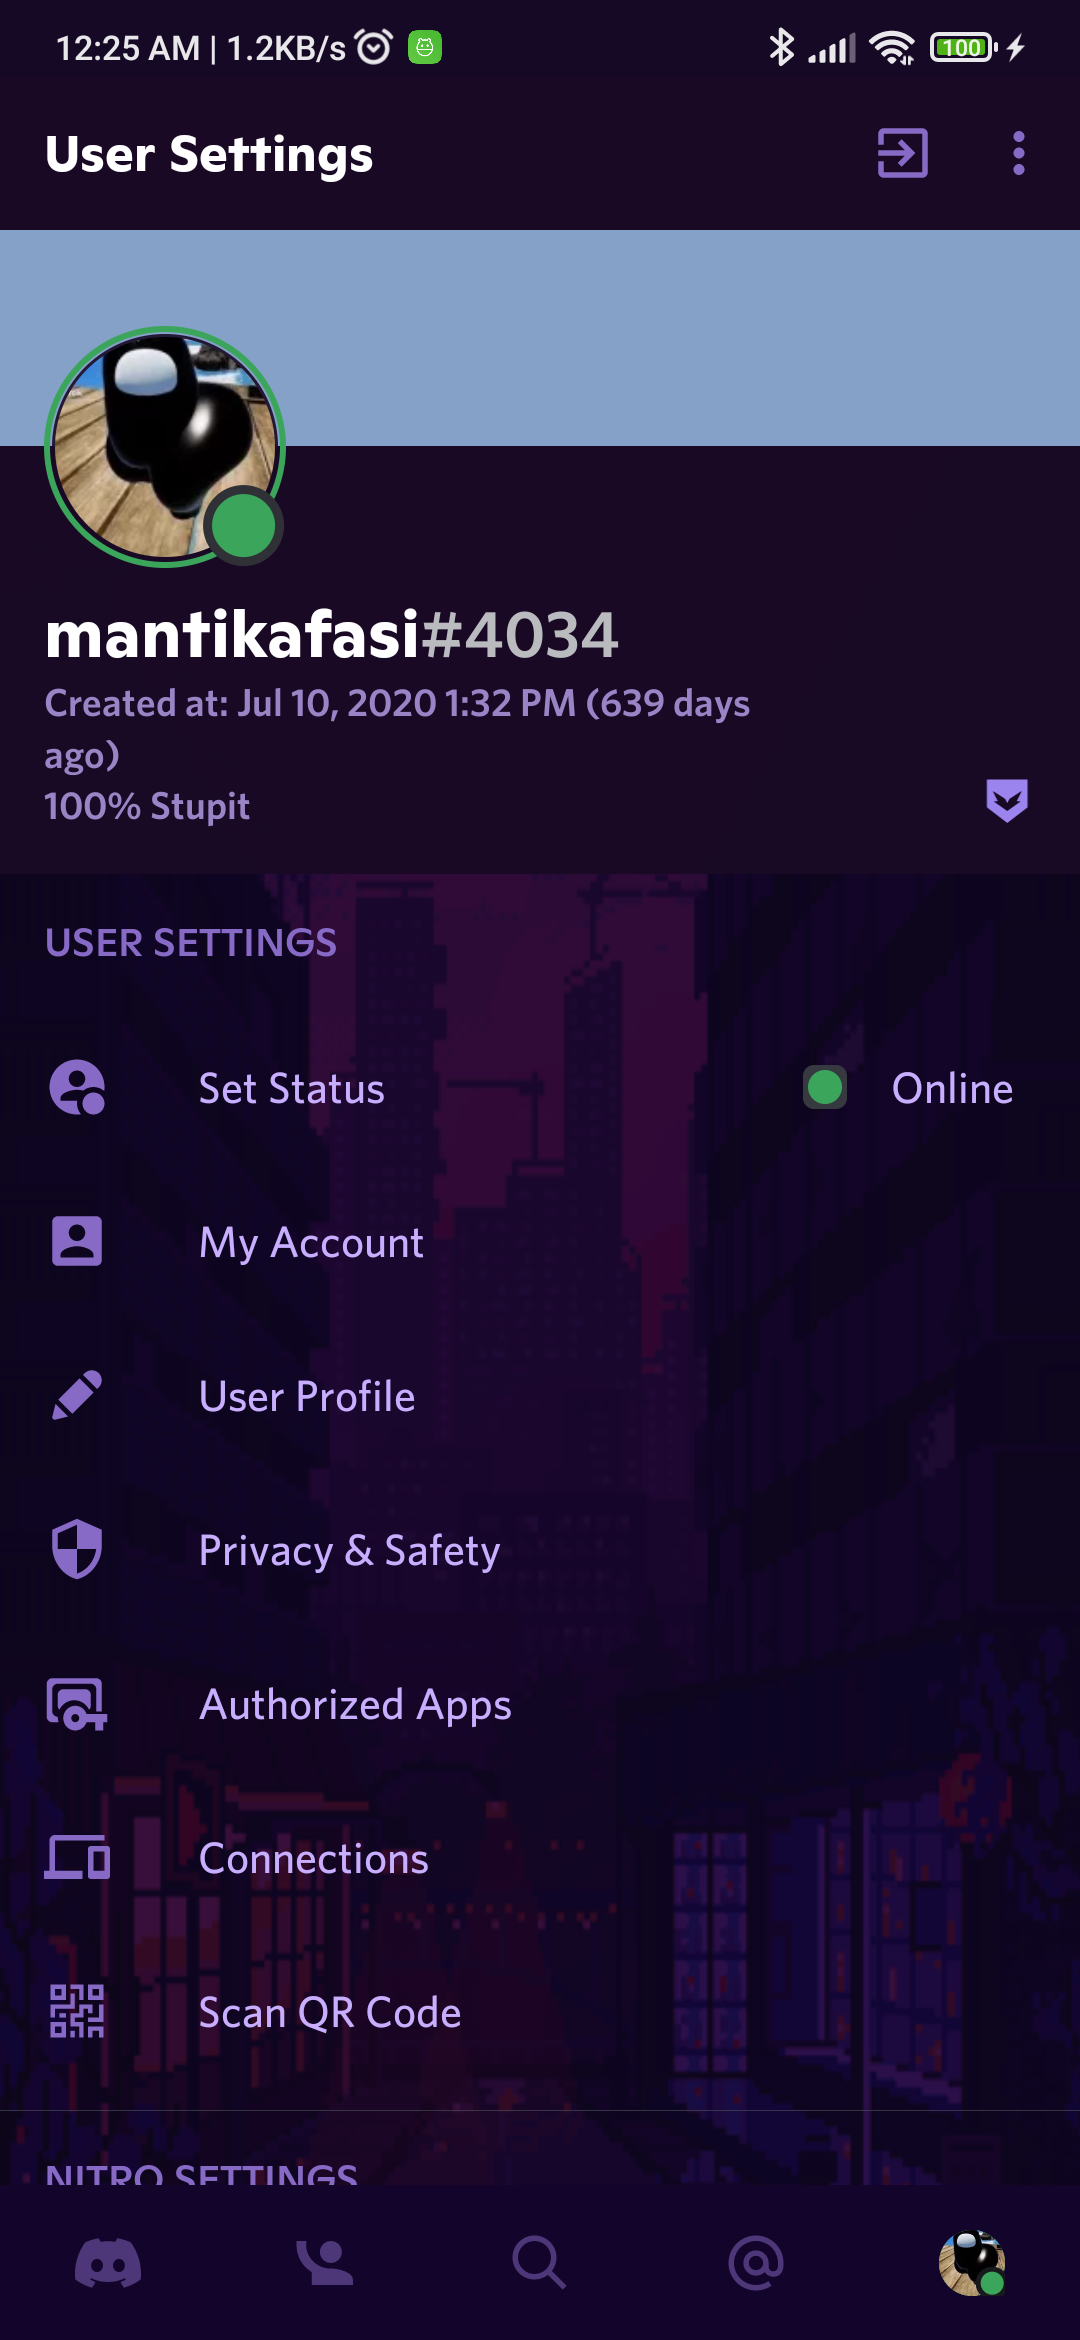 12:25 AM | 1.2KB/s
100
User Settings
mantikafasi#4034
Created at: Jul 10, 2020 1:32 PM (639 days
ago)
100% Stupit
USER SETTINGS
Set Status
Online
My Account
User Profile
Privacy & Safety
Authorized Apps
Connections
Scan QR Code
NITRO SETTINGS